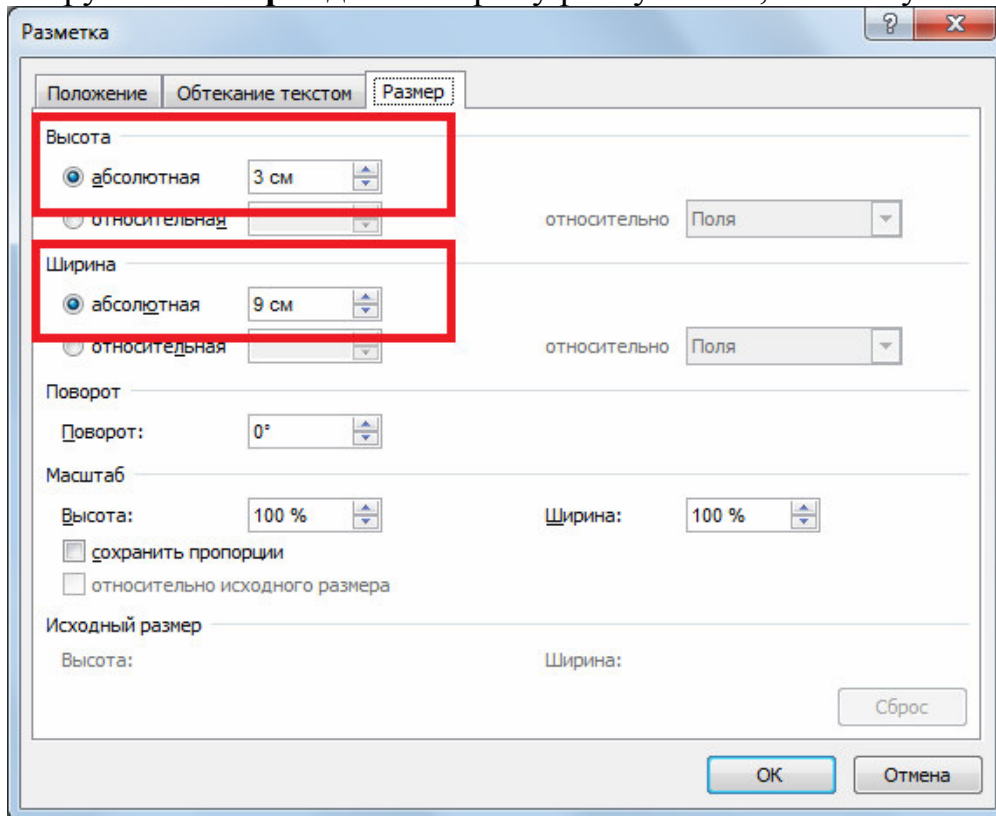 Разметка
Положение Обтекание текстом Размер
Высота
абсолютная 3 см
относительная относительно Поля
Ширина
абсолютная 9 см
относительная относительно Поля
Поворот
Поворот: 0°
Масштаб
Высота: 100 % Ширина: 100 %
сохранить пропорции
относительно исходного размера
Исходный размер
Высота: Ширина:
Сброс
ОК Отмена